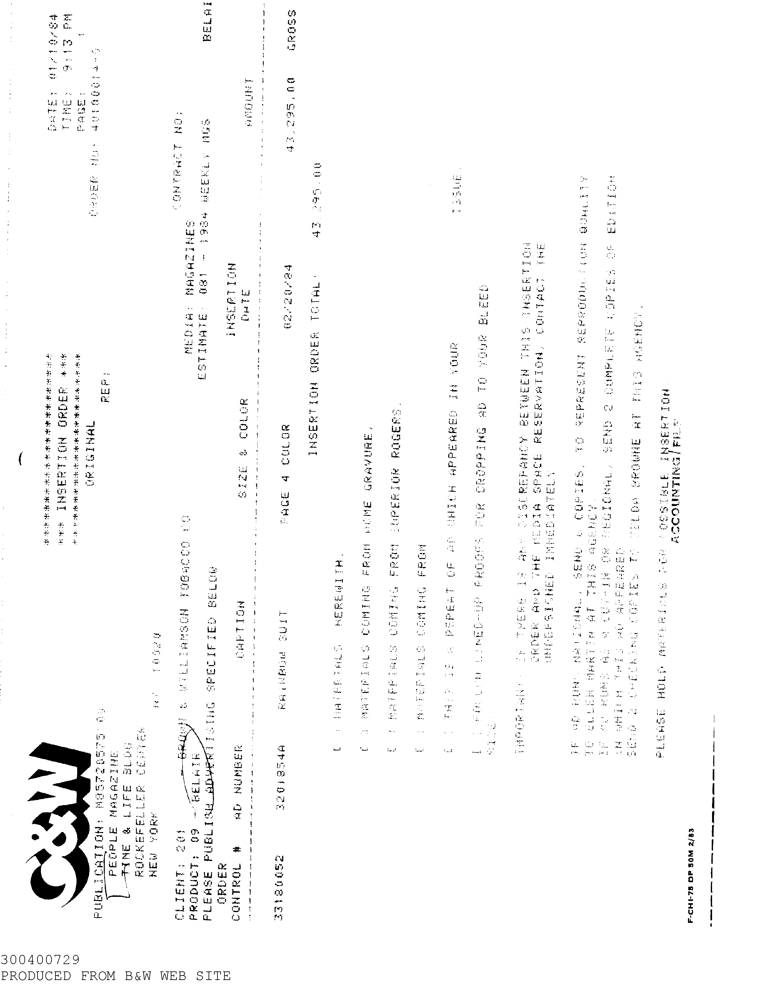 C&W
DATE: 01/10/84
TIME: 9:13 PM
PAGE: 1
*** INSERTION ORDER ***
ORIGINAL
ORDER NO: 40100014-0
REP:
PUBLICATION: M05720575 00
PEOPLE MAGAZINE
TIME & LIFE BLDG
ROCKEFELLER CENTER
NEW YORK NY 10020
CLIENT: 201 - BROWN & WILLIAMSON TOBACCO CO MEDIA: MAGAZINES CONTRACT NO:
PRODUCT: 09 - BELAIR ESTIMATE: 081 - 1984 WEEKLY MGS BELAI
PLEASE PUBLISH ADVERTISING SPECIFIED BELOW
ORDER INSERTION
CONTROL # AD NUMBER CAPTION SIZE & COLOR DATE AMOUNT
33180052 3201854A RAINBOW SUIT PAGE 4 COLOR 02/20/84 43,295.00 GROSS
INSERTION ORDER TOTAL: 43,295.00
[ ] MATERIALS HEREWITH.
[ ] MATERIALS COMING FROM ACME GRAVURE.
[ ] MATERIALS COMING FROM SUPERIOR ROGERS.
[ ] MATERIALS COMING FROM
[ ] THIS IS A REPEAT OF AD WHICH APPEARED IN YOUR ISSUE
[ ] LINED-UP PROOFS FOR CROPPING AD TO YOUR BLEED
SIZE
IMPORTANT: IF THERE IS ANY DISCREPANCY BETWEEN THIS INSERTION
ORDER AND THE MEDIA SPACE RESERVATION, CONTACT THE
UNDERSIGNED IMMEDIATELY
IF AD RUNS NATIONAL, SEND 6 COPIES, TO REPRESENT REPRODUCTION QUALITY
TO ELLEN MARTIN AT THIS AGENCY.
IF AD RUNS AS A CUT-IN OR REGIONAL, SEND 2 COMPLETE COPIES OF EDITION
IN WHICH THIS AD APPEARED
SEND 2 CHECKING COPIES TO BROWNE AT THIS AGENCY.
PLEASE HOLD MATERIALS FOR POSSIBLE INSERTION
ACCOUNTING/FILE
F-CHI-75 DP 50M 2/83
300400729
PRODUCED FROM B&W WEB SITE